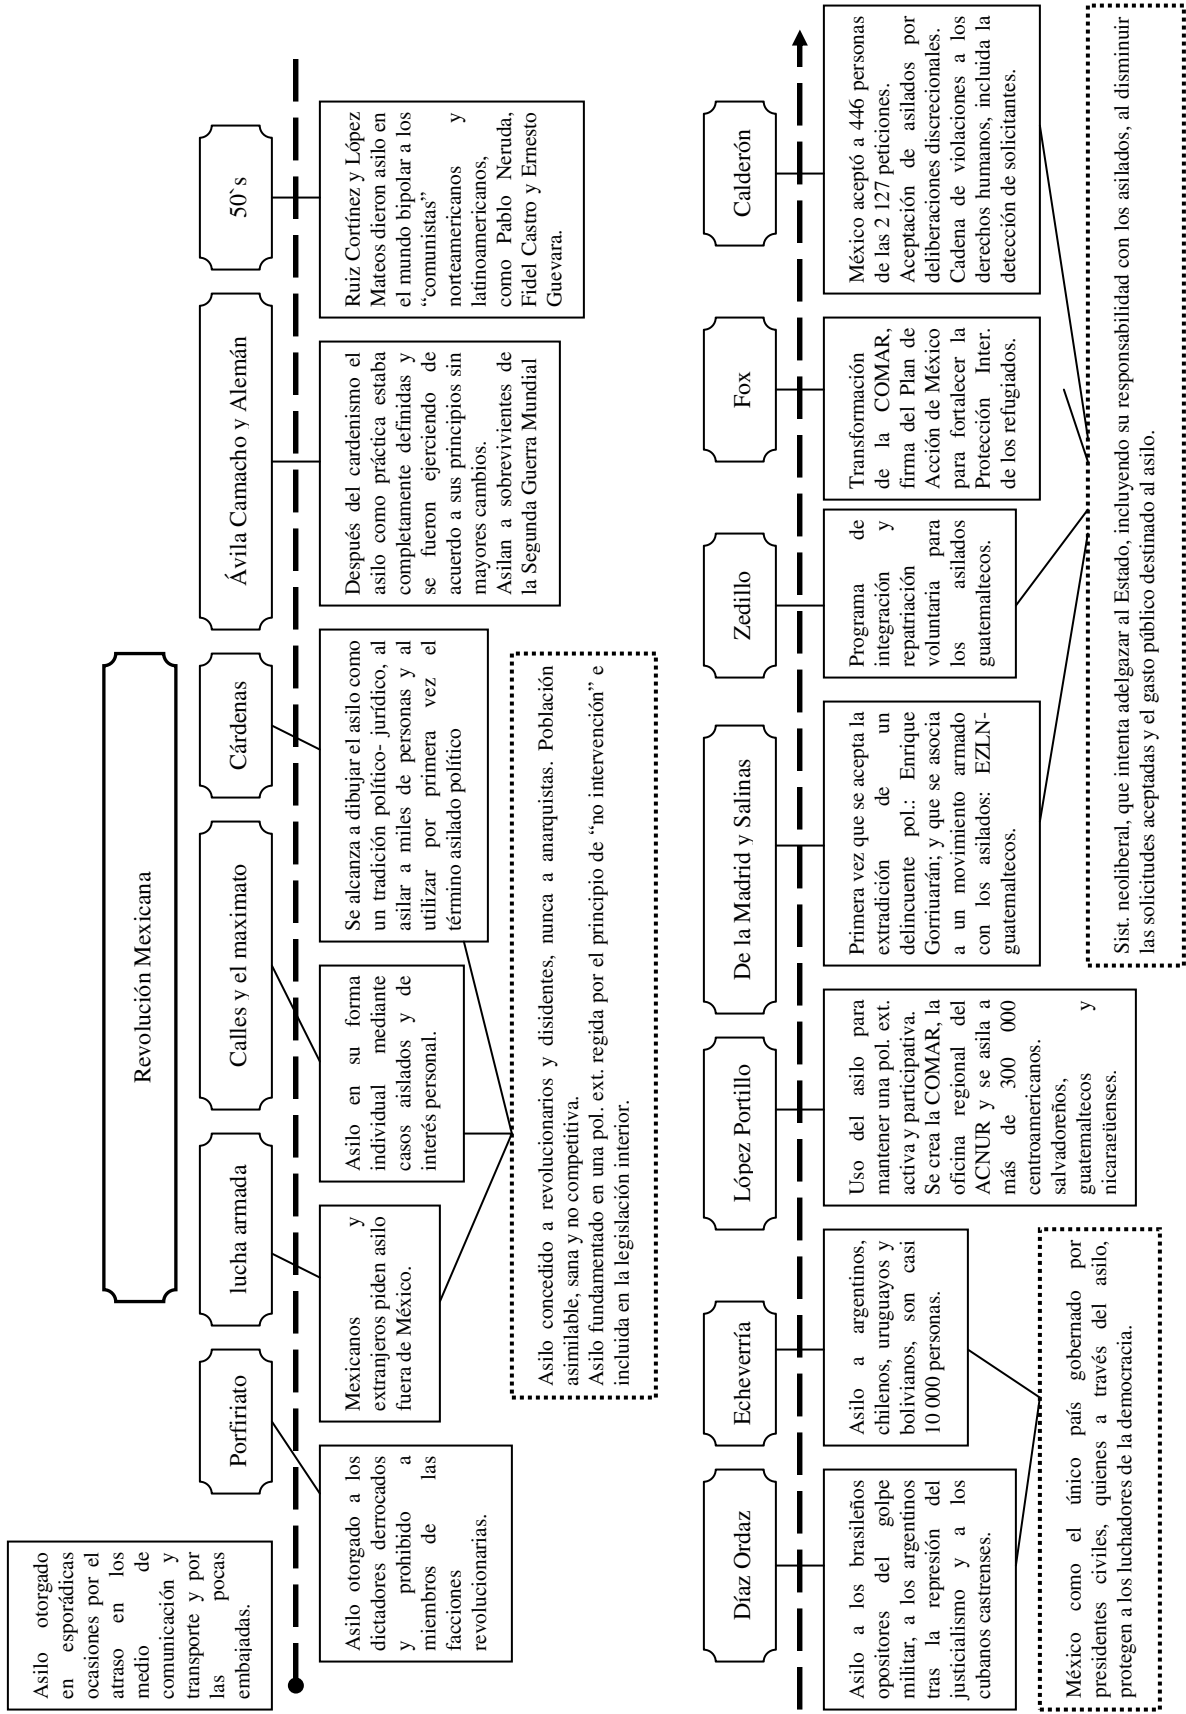 Asilo otorgado
en esporádicas
ocasiones por el
atraso en los
medio de
comunicación y
transporte y por
las pocas
embajadas.
Revolución Mexicana
Porfiriato
lucha armada
Calles y el maximato
Cárdenas
Ávila Camacho y Alemán
50`s
Asilo otorgado a los
dictadores derrocados
y prohibido a
miembros de las
facciones
revolucionarias.
Mexicanos y
extranjeros piden asilo
fuera de México.
Asilo en su forma
individual mediante
casos aislados y de
interés personal.
Se alcanza a dibujar el asilo como
un tradición político- jurídico, al
asilar a miles de personas y al
utilizar por primera vez el
término asilado político
Después del cardenismo el
asilo como práctica estaba
completamente definidas y
se fueron ejerciendo de
acuerdo a sus principios sin
mayores cambios.
Asilan a sobrevivientes de
la Segunda Guerra Mundial
Ruiz Cortínez y López
Mateos dieron asilo en
el mundo bipolar a los
“comunistas”
norteamericanos y
latinoamericanos,
como Pablo Neruda,
Fidel Castro y Ernesto
Guevara.
Asilo concedido a revolucionarios y disidentes, nunca a anarquistas. Población
asimilable, sana y no competitiva.
Asilo fundamentado en una pol. ext. regida por el principio de “no intervención” e
incluida en la legislación interior.
Díaz Ordaz
Echeverría
López Portillo
De la Madrid y Salinas
Zedillo
Fox
Calderón
Asilo a los brasileños
opositores del golpe
militar, a los argentinos
tras la represión del
justicialismo y a los
cubanos castrenses.
Asilo a argentinos,
chilenos, uruguayos y
bolivianos, son casi
10 000 personas.
Uso del asilo para
mantener una pol. ext.
activa y participativa.
Se crea la COMAR, la
oficina regional del
ACNUR y se asila a
más de 300 000
centroamericanos.
salvadoreños,
guatemaltecos y
nicaragüenses.
Primera vez que se acepta la
extradición de un
delincuente pol.: Enrique
Gorriuarán; y que se asocia
a un movimiento armado
con los asilados: EZLN-
guatemaltecos.
Programa de
integración y
repatriación
voluntaria para
los asilados
guatemaltecos.
Transformación
de la COMAR,
firma del Plan de
Acción de México
para fortalecer la
Protección Inter.
de los refugiados.
México aceptó a 446 personas
de las 2 127 peticiones.
Aceptación de asilados por
deliberaciones discrecionales.
Cadena de violaciones a los
derechos humanos, incluida la
detección de solicitantes.
México como el único país gobernado por
presidentes civiles, quienes a través del asilo,
protegen a los luchadores de la democracia.
Sist. neoliberal, que intenta adelgazar al Estado, incluyendo su responsabilidad con los asilados, al disminuir
las solicitudes aceptadas y el gasto público destinado al asilo.